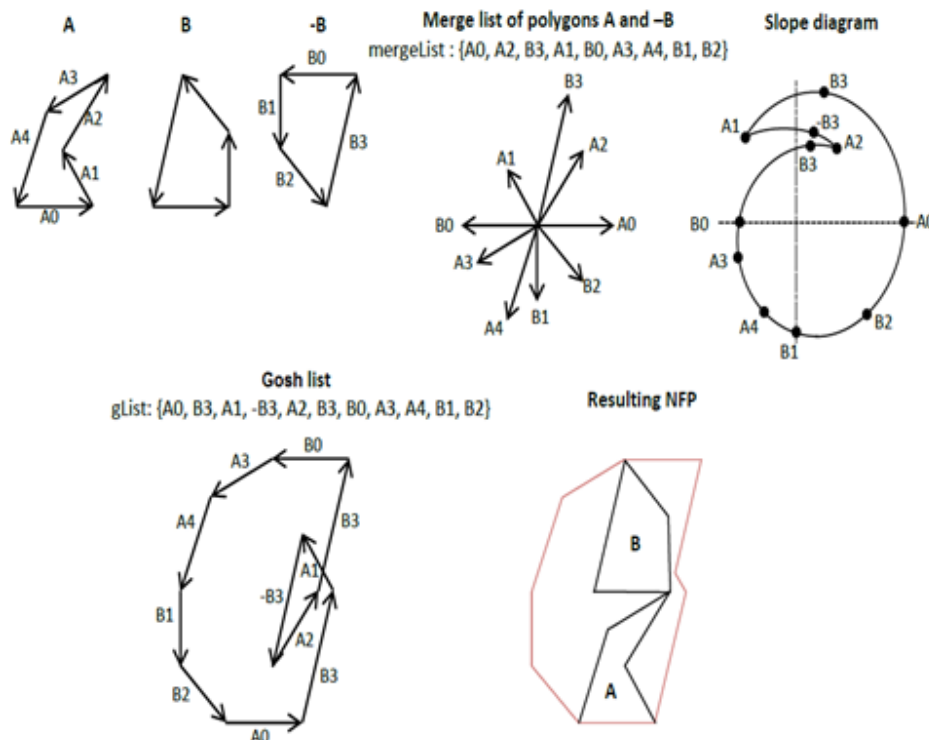 A
B
-B
Merge list of polygons A and –B
Slope diagram
mergeList : {A0, A2, B3, A1, B0, A3, A4, B1, B2}
A3
A2
A4
A1
A0
B0
B1
B3
B2
B3
A2
A1
B0
A0
A3
B2
A4
B1
B3
A1
-B3
A2
B3
B0
A0
A3
A4
B2
B1
Gosh list
gList: {A0, B3, A1, -B3, A2, B3, B0, A3, A4, B1, B2}
Resulting NFP
B0
A3
A4
B3
A1
-B3
A2
B1
B3
B2
A0
B
A